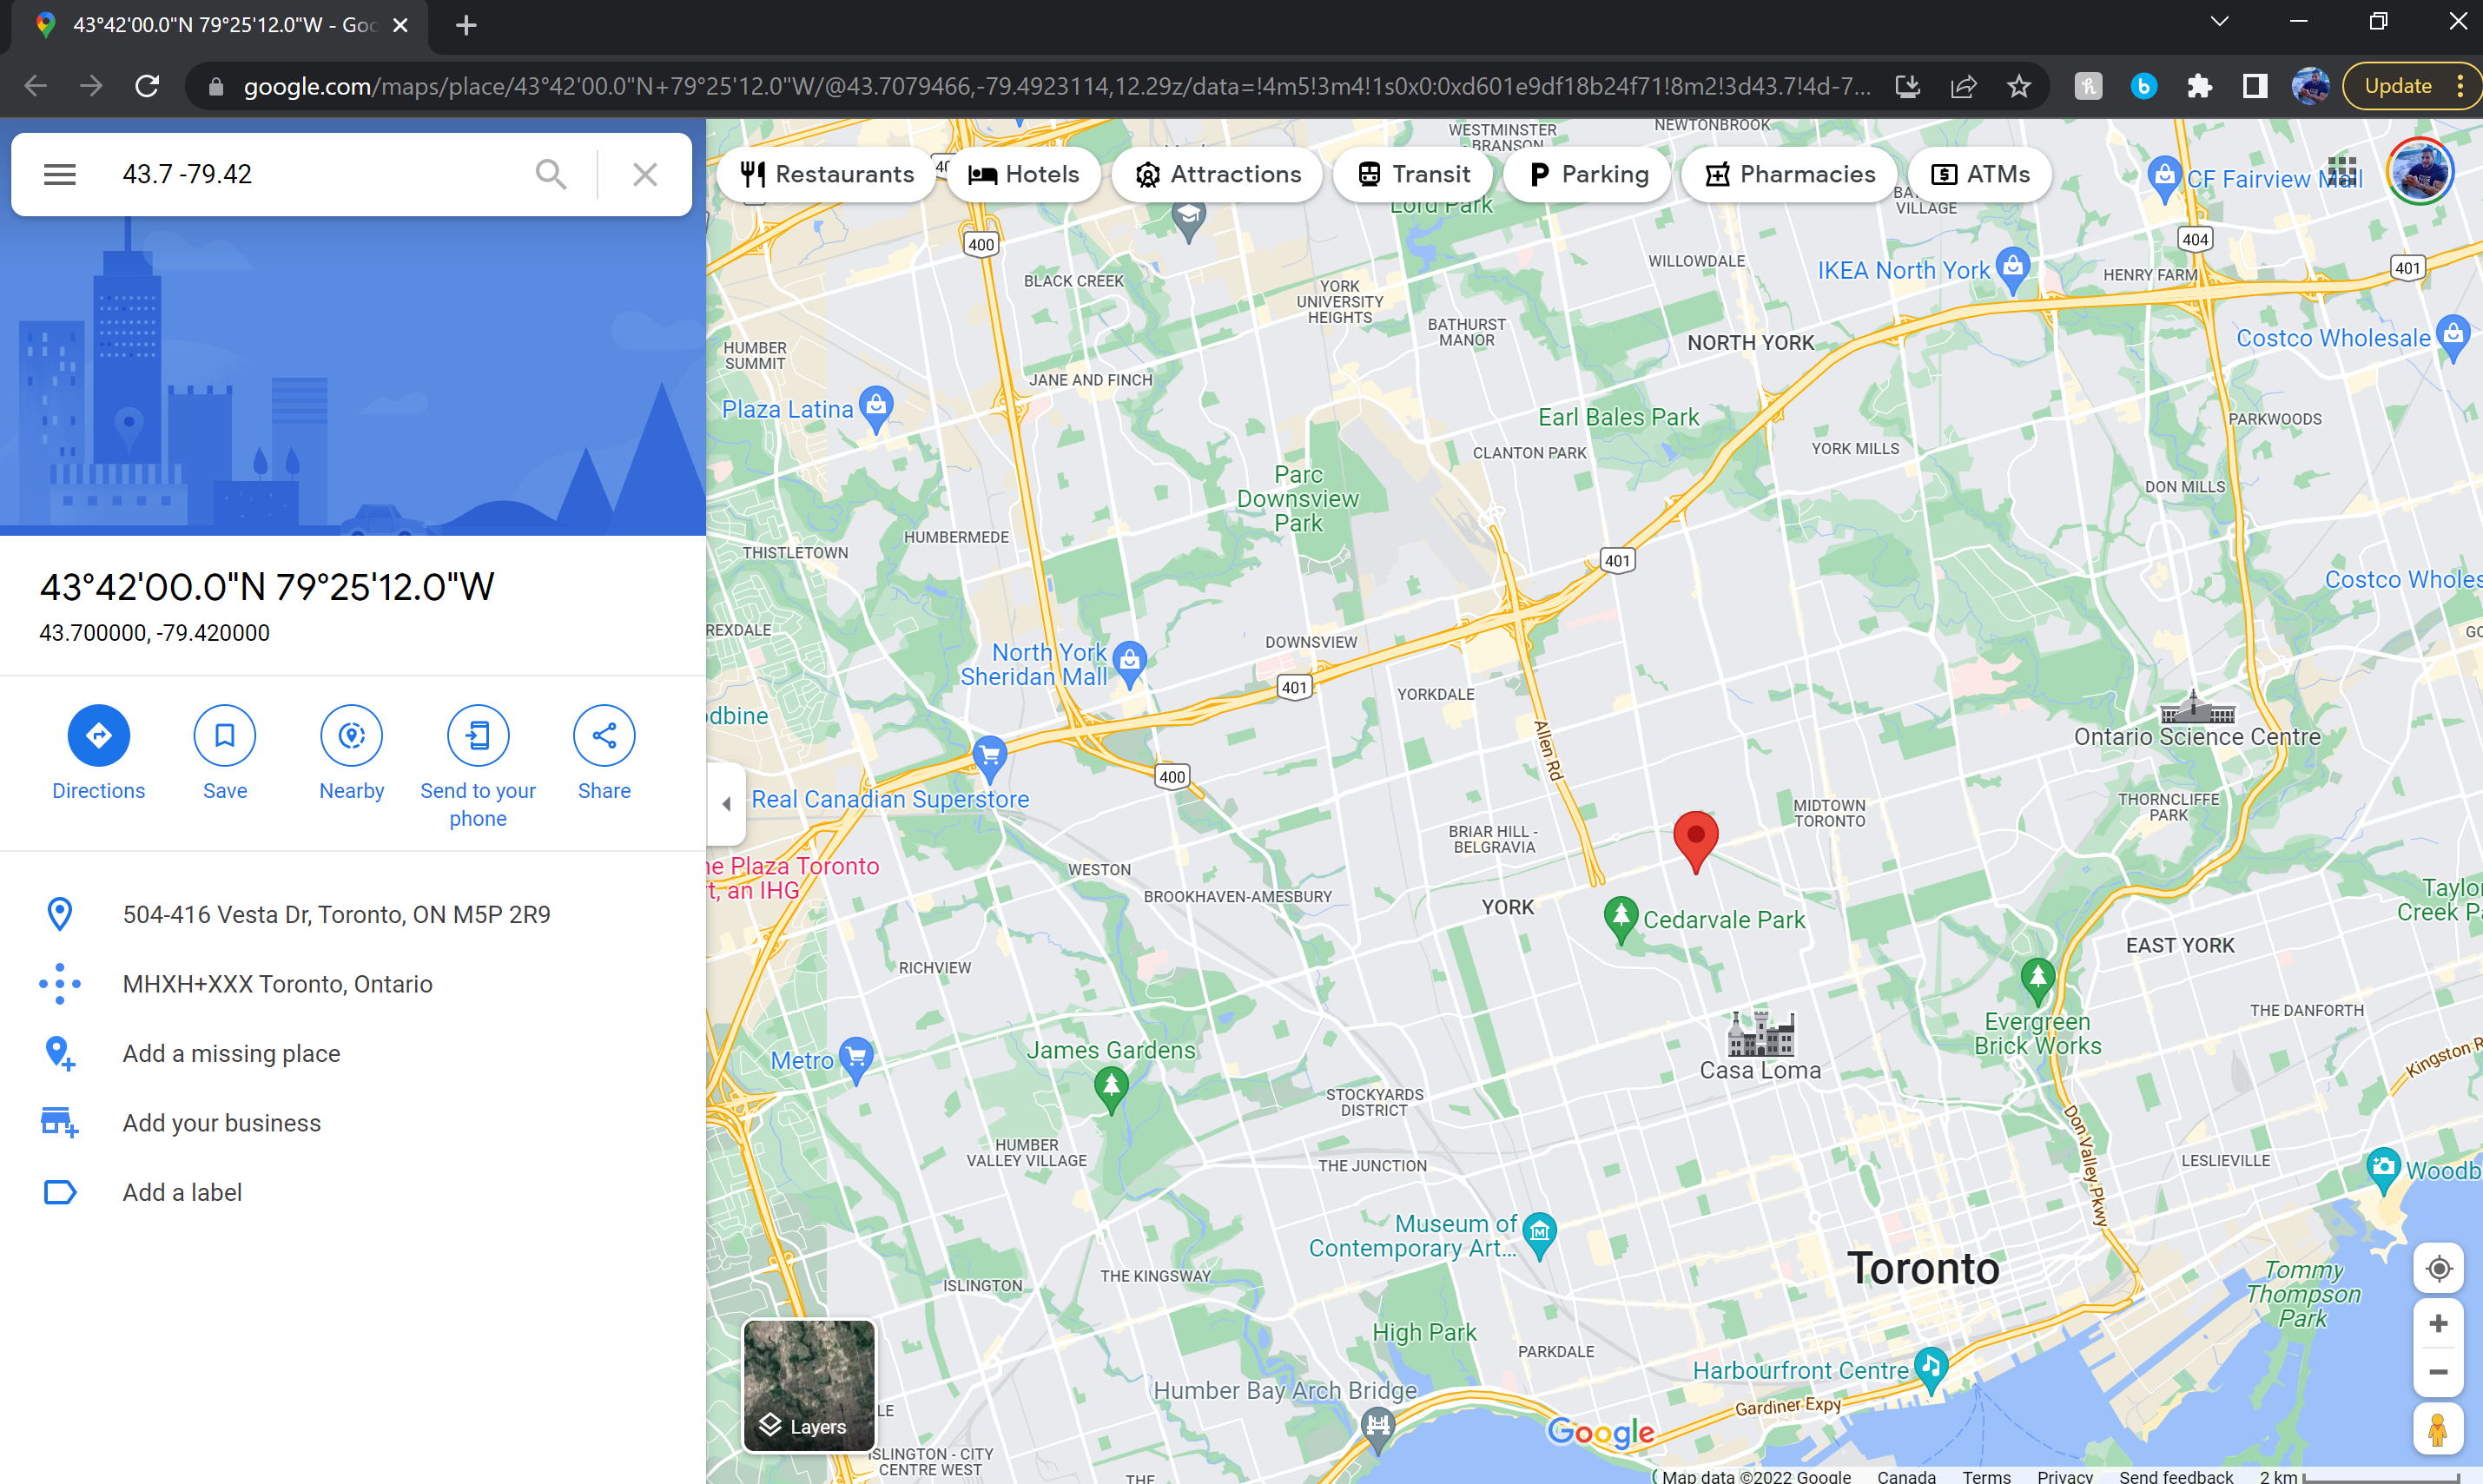 43°42'00.0"N 79°25'12.0"W - Goo
google.com/maps/place/43°42'00.0"N+79°25'12.0"W/@43.7079466,-79.4923114,12.29z/data=!4m5!3m4!1s0x0:0xd601e9df18b24f71!8m2!3d43.7!4d-7...
Update
43.7 -79.42
43°42'00.0"N 79°25'12.0"W
43.700000, -79.420000
Directions
Save
Nearby
Send to your
phone
Share
504-416 Vesta Dr, Toronto, ON M5P 2R9
MHXH+XXX Toronto, Ontario
Add a missing place
Add your business
Add a label
Restaurants
Hotels
Attractions
Transit
Parking
Pharmacies
ATMs
WESTMINSTER
- BRANSON
NEWTONBROOK
Lord Park
VILLAGE
CF Fairview Mall
400
404
401
BLACK CREEK
YORK
UNIVERSITY
HEIGHTS
WILLOWDALE
IKEA North York
HENRY FARM
BATHURST
MANOR
NORTH YORK
Costco Wholesale
HUMBER
SUMMIT
JANE AND FINCH
Plaza Latina
Earl Bales Park
PARKWOODS
CLANTON PARK
YORK MILLS
Parc
Downsview
Park
DON MILLS
HUMBERMEDE
THISTLETOWN
401
Costco Wholes
REXDALE
DOWNSVIEW
GO
North York
Sheridan Mall
401
YORKDALE
odbine
Allen Rd
Ontario Science Centre
400
Real Canadian Superstore
THORNCLIFFE
PARK
MIDTOWN
TORONTO
BRIAR HILL -
BELGRAVIA
ne Plaza Toronto
t, an IHG
WESTON
BROOKHAVEN-AMESBURY
YORK
Cedarvale Park
Taylor
Creek Pa
EAST YORK
RICHVIEW
THE DANFORTH
Evergreen
Brick Works
Kingston R
Metro
James Gardens
Casa Loma
STOCKYARDS
DISTRICT
Don Valley Pkwy
HUMBER
VALLEY VILLAGE
THE JUNCTION
LESLIEVILLE
Woodb
Museum of
Contemporary Art...
Toronto
THE KINGSWAY
ISLINGTON
Tommy
Thompson
Park
High Park
PARKDALE
Harbourfront Centre
Humber Bay Arch Bridge
Gardiner Expy
LE
Layers
ISLINGTON - CITY
CENTRE WEST
THE
Google
Map data ©2022 Google
Canada
Terms
Privacy
Send feedback
2 km